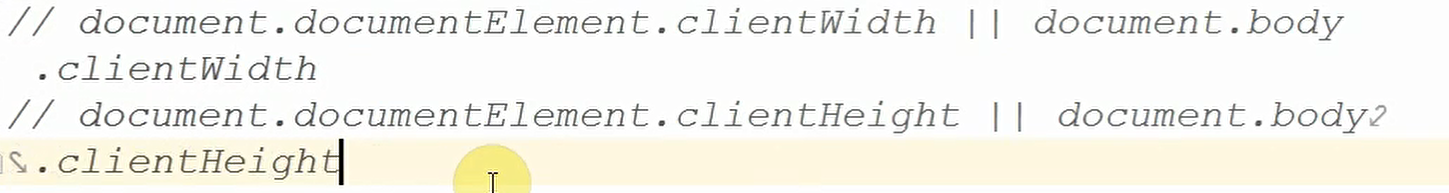 // document.documentElement.clientWidth || document.body
.clientWidth
// document.documentElement.clientHeight || document.body
.clientHeight